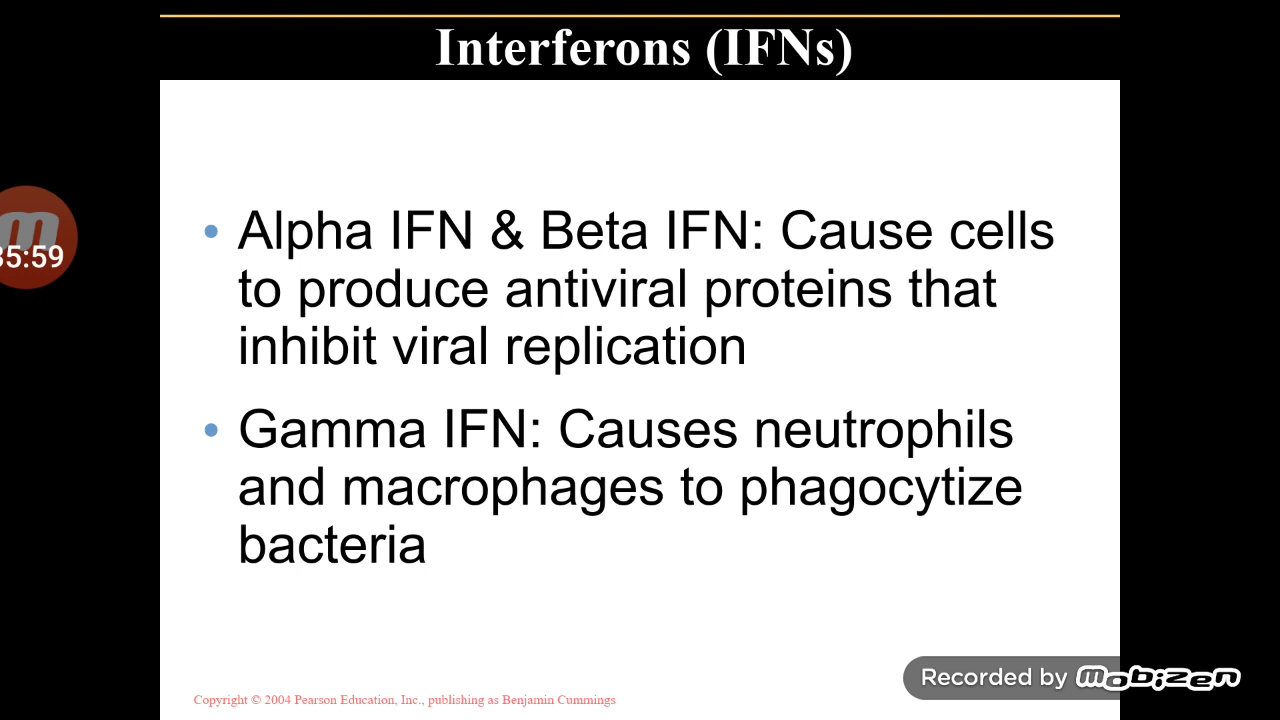 Interferons (IFNs)
• Alpha IFN & Beta IFN: Cause cells
to produce antiviral proteins that
inhibit viral replication
• Gamma IFN: Causes neutrophils
and macrophages to phagocytize
bacteria
35:59
Recorded by mobizen
Copyright © 2004 Pearson Education, Inc., publishing as Benjamin Cummings